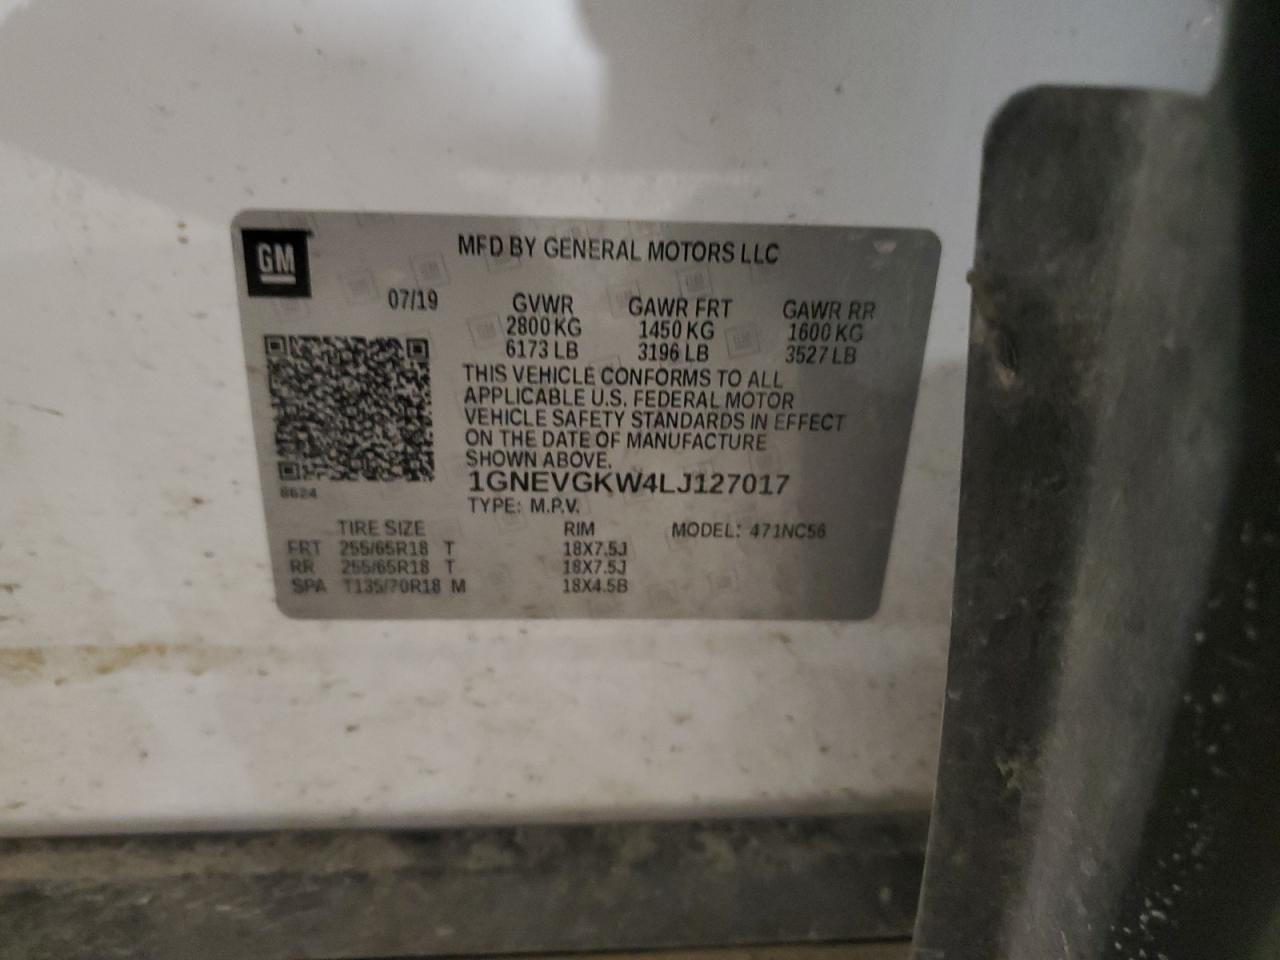 GM
MFD BY GENERAL MOTORS LLC
07/19 GVWR GAWR FRT GAWR RR
2800 KG 1450 KG 1600 KG
6173 LB 3196 LB 3527 LB
THIS VEHICLE CONFORMS TO ALL
APPLICABLE U.S. FEDERAL MOTOR
VEHICLE SAFETY STANDARDS IN EFFECT
ON THE DATE OF MANUFACTURE
SHOWN ABOVE.
1GNEVGKW4LJ127017
8624
TYPE: M.P.V.
TIRE SIZE RIM MODEL: 471NC56
FRT 255/65R18 T 18X7.5J
RR 255/65R18 T 18X7.5J
SPA T135/70R18 M 18X4.5B